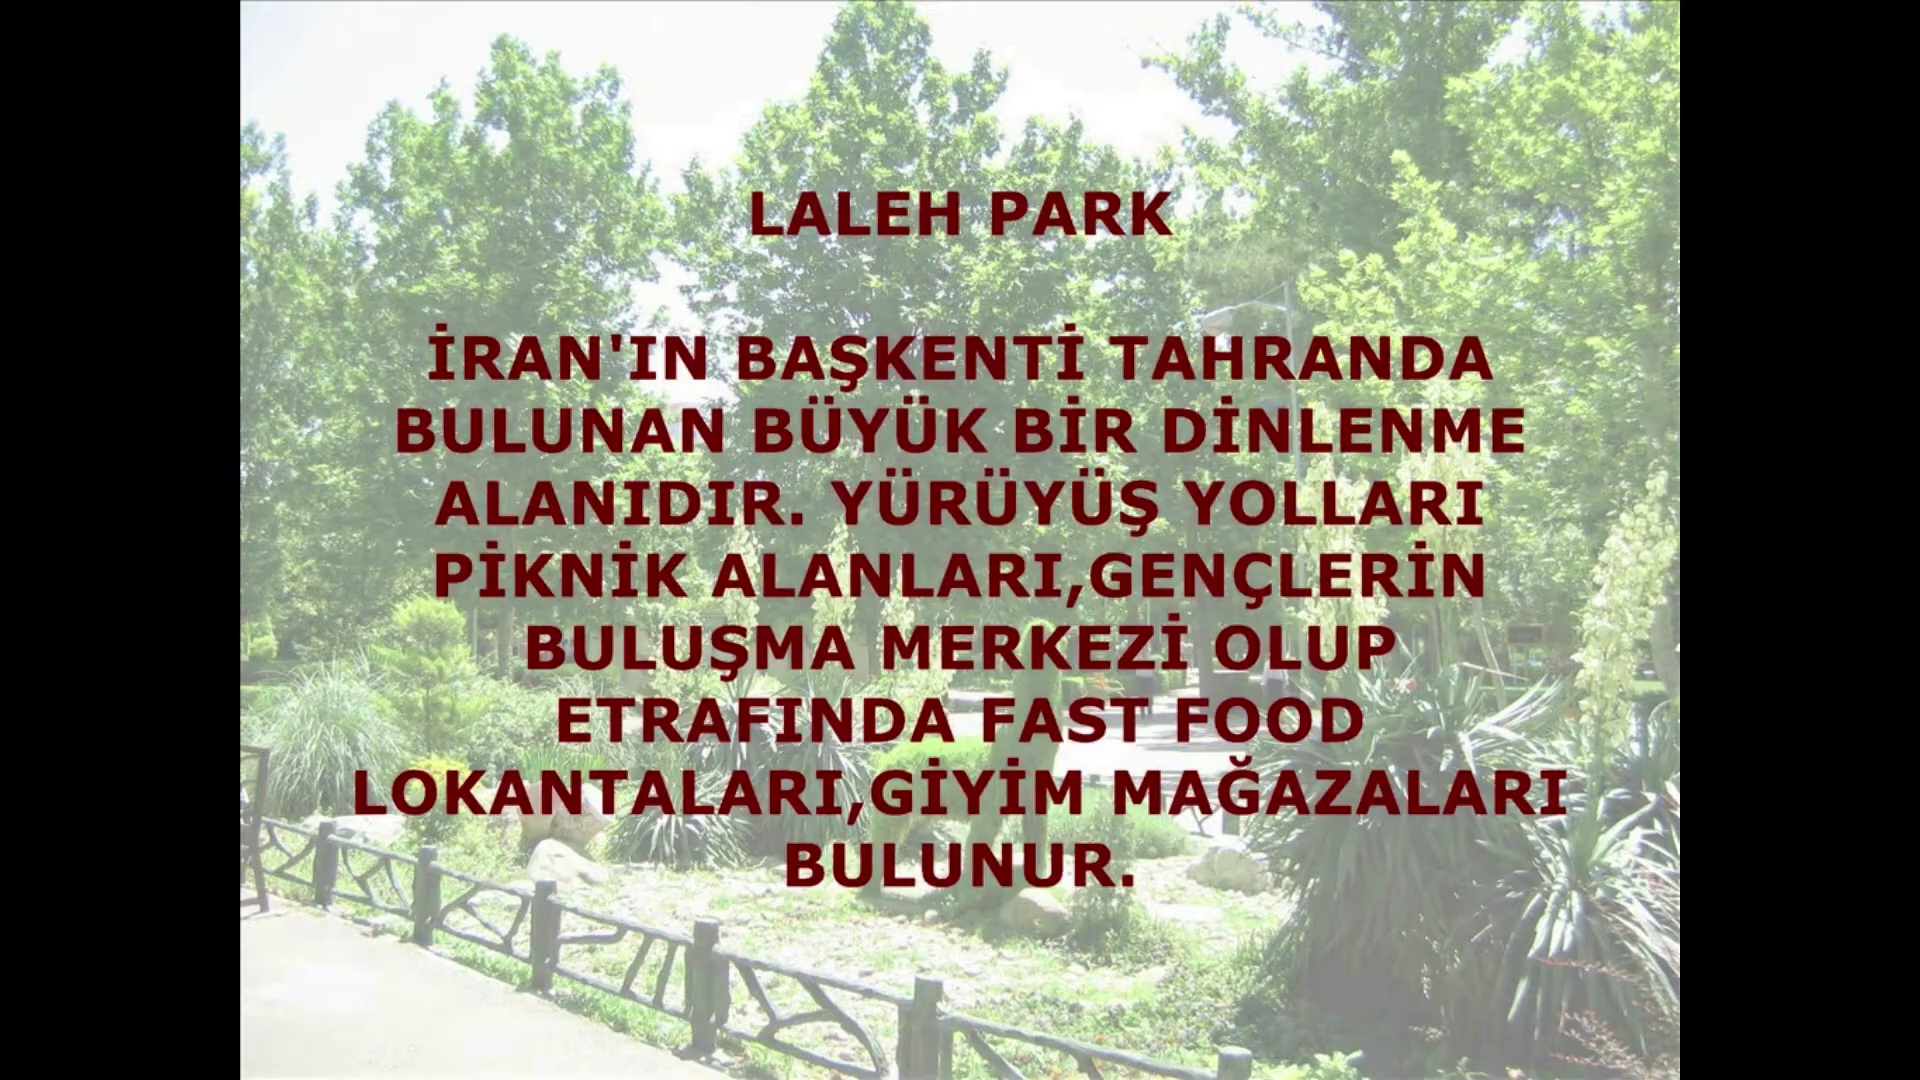 LALEH PARK
İRAN'IN BAŞKENTİ TAHRANDA
BULUNAN BÜYÜK BİR DİNLENME
ALANIDIR. YÜRÜYÜŞ YOLLARI
PİKNİK ALANLARI,GENÇLERİN
BULUŞMA MERKEZİ OLUP
ETRAFINDA FAST FOOD
LOKANTALARI,GİYİM MAĞAZALARI
BULUNUR.